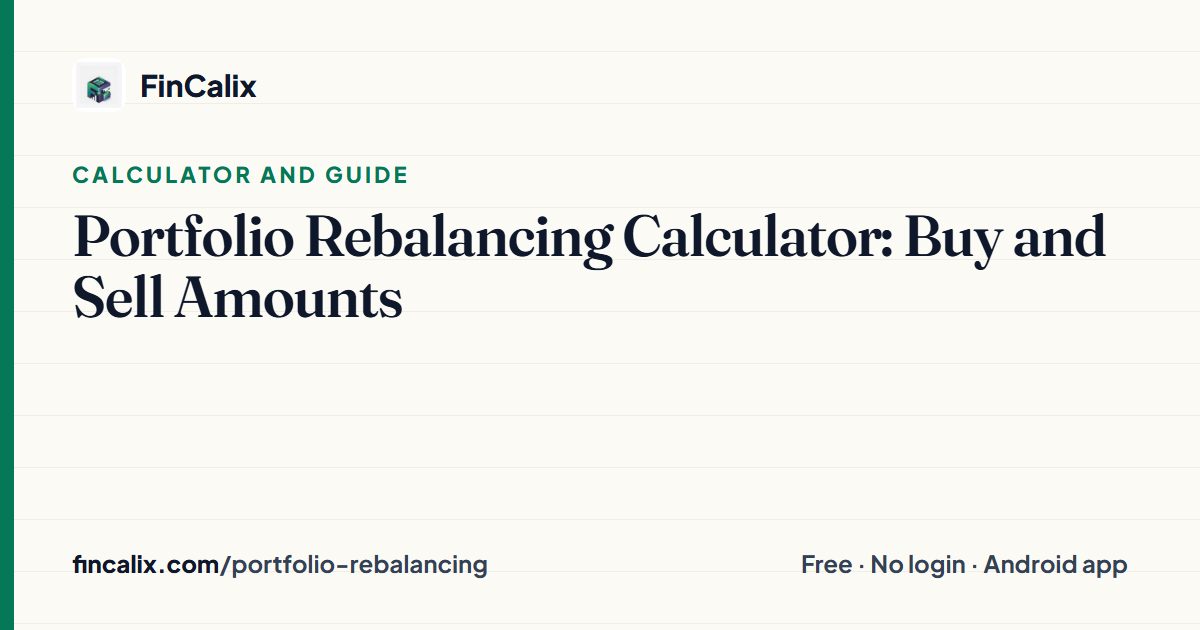 FinCalix
CALCULATOR AND GUIDE
Portfolio Rebalancing Calculator: Buy and
Sell Amounts
fincalix.com/portfolio-rebalancing
Free · No login · Android app